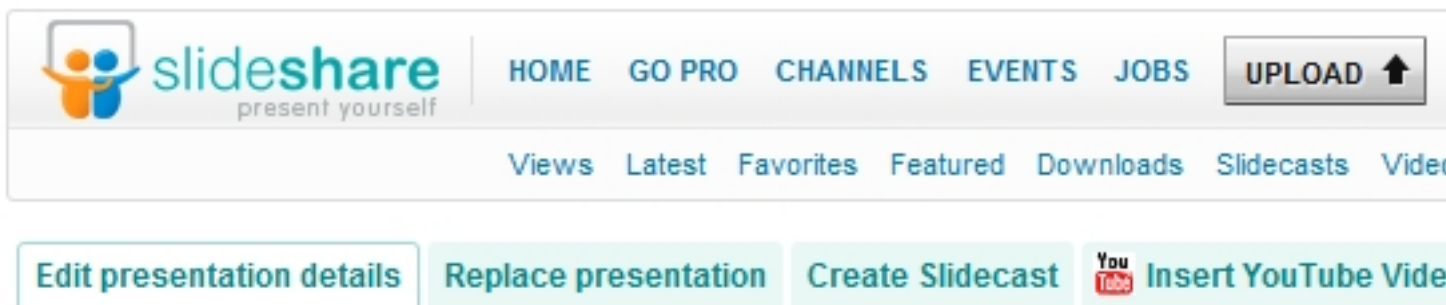 slideshare
present yourself
HOME GO PRO CHANNELS EVENTS JOBS UPLOAD
Views Latest Favorites Featured Downloads Slidecasts
Edit presentation details Replace presentation Create Slidecast You Tube Insert YouTube